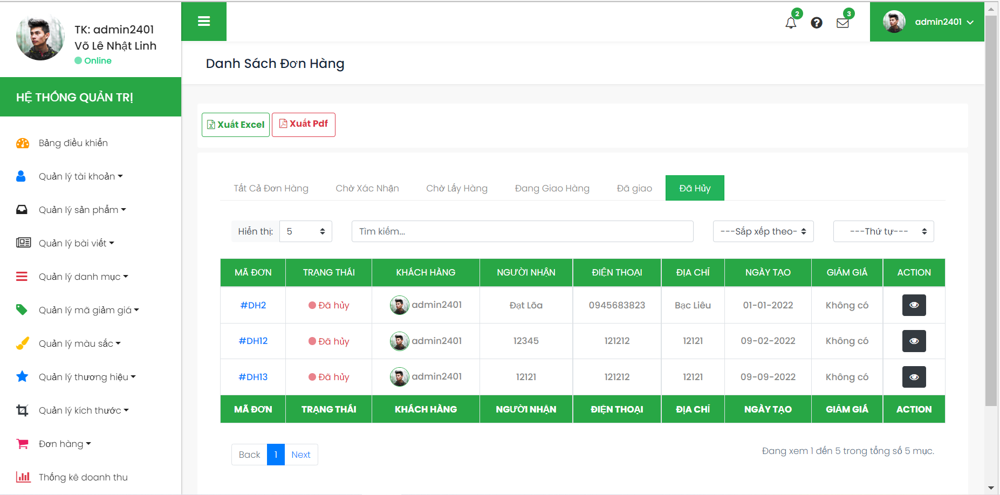 TK: admin2401
Võ Lê Nhật Linh
Online
HỆ THỐNG QUẢN TRỊ
Bảng điều khiển
Quản lý tài khoản
Quản lý sản phẩm
Quản lý bài viết
Quản lý danh mục
Quản lý mã giảm giá
Quản lý màu sắc
Quản lý thương hiệu
Quản lý kích thước
Đơn hàng
Thống kê doanh thu
2
3
admin2401
Danh Sách Đơn Hàng
Xuất Excel Xuất Pdf
Tất Cả Đơn Hàng Chờ Xác Nhận Chờ Lấy Hàng Đang Giao Hàng Đã giao Đã Hủy
Hiển thị: 5 Tìm kiếm... ---Sắp xếp theo- ---Thứ tự---
MÃ ĐƠN TRẠNG THÁI KHÁCH HÀNG NGƯỜI NHẬN ĐIỆN THOẠI ĐỊA CHỈ NGÀY TẠO GIẢM GIÁ ACTION
#DH2 Đã hủy admin2401 Đạt Lõa 0945683823 Bạc Liêu 01-01-2022 Không có
#DH12 Đã hủy admin2401 12345 121212 12121 09-02-2022 Không có
#DH13 Đã hủy admin2401 12121 121212 12121 09-09-2022 Không có
MÃ ĐƠN TRẠNG THÁI KHÁCH HÀNG NGƯỜI NHẬN ĐIỆN THOẠI ĐỊA CHỈ NGÀY TẠO GIẢM GIÁ ACTION
Back 1 Next
Đang xem 1 đến 5 trong tổng số 5 mục.